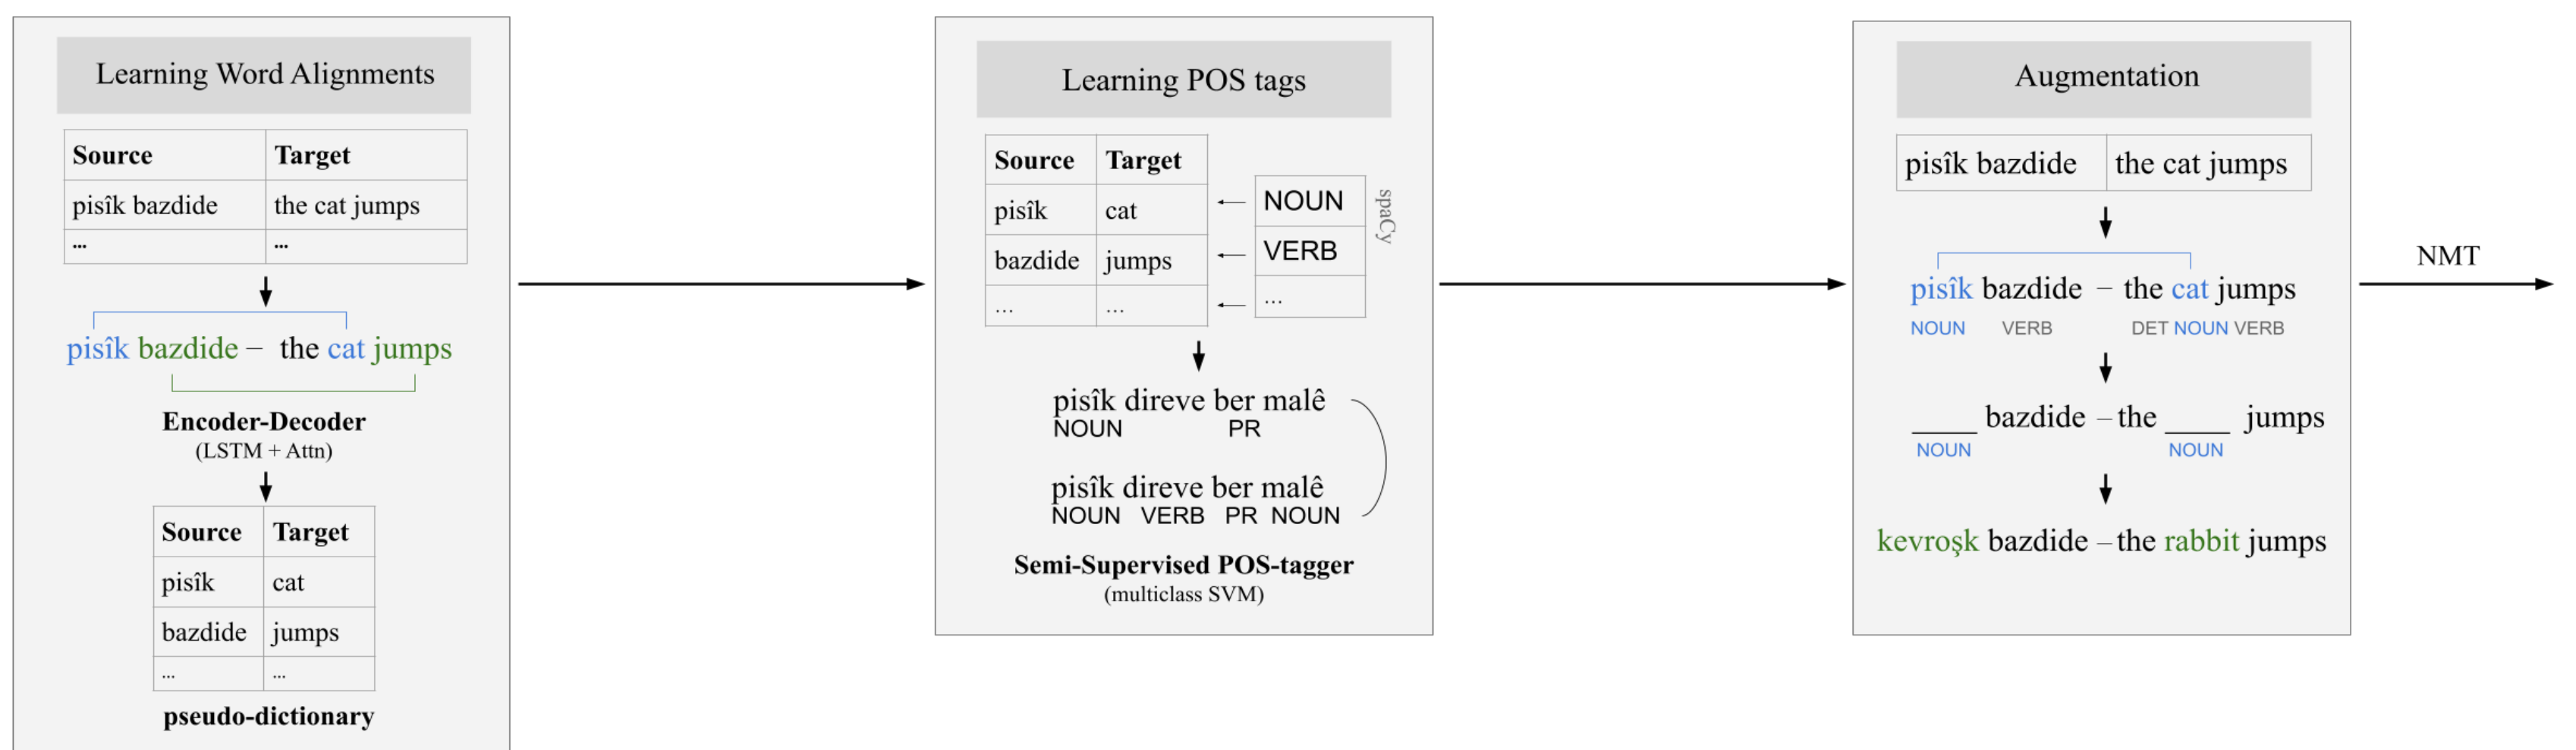 Learning Word Alignments
Source Target
pisîk bazdide the cat jumps
... ...
pisîk bazdide – the cat jumps
Encoder-Decoder
(LSTM + Attn)
Source Target
pisîk cat
bazdide jumps
... ...
pseudo-dictionary
Learning POS tags
Source Target
pisîk cat
bazdide jumps
... ...
NOUN
VERB
...
spaCy
pisîk direve ber malê
NOUN PR
pisîk direve ber malê
NOUN VERB PR NOUN
Semi-Supervised POS-tagger
(multiclass SVM)
Augmentation
pisîk bazdide the cat jumps
pisîk bazdide – the cat jumps
NOUN VERB DET NOUN VERB
____ bazdide – the ____ jumps
NOUN NOUN
kevroşk bazdide – the rabbit jumps
NMT